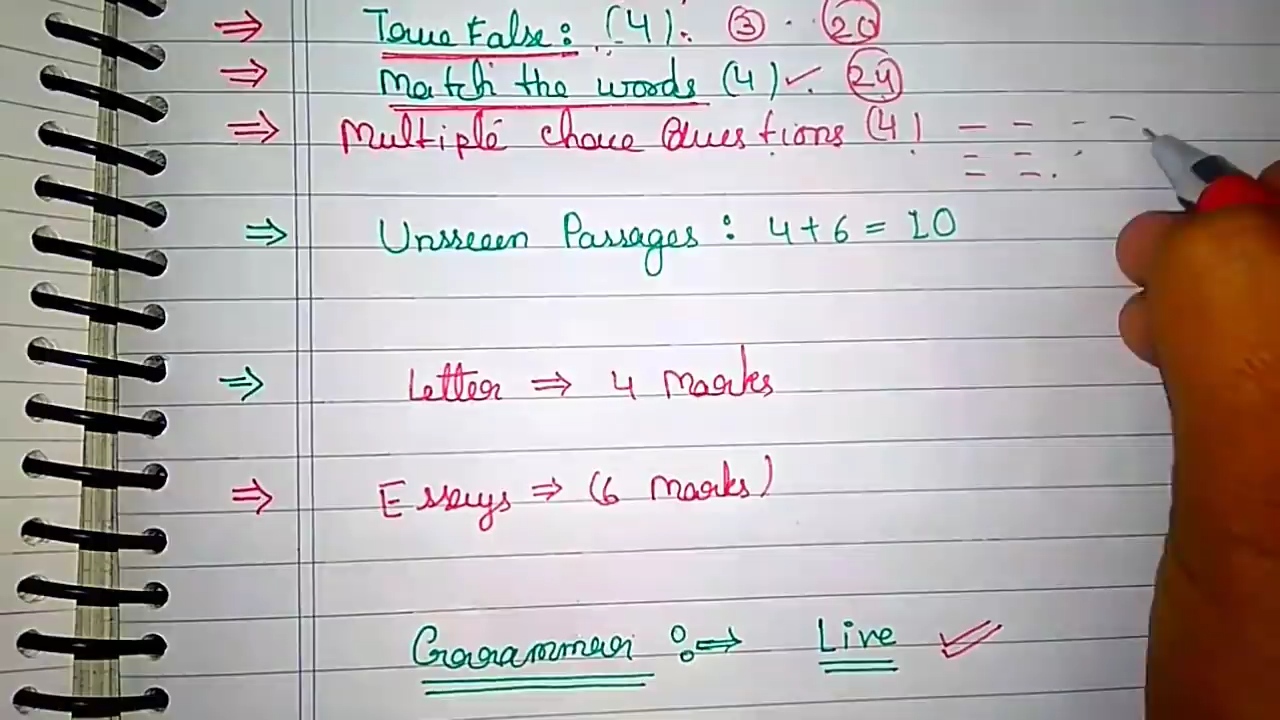 ⇒ True False : (4). ③ . . ⑳
⇒ Match the words (4) ✓ ㉔
⇒ Multiple choice Questions (4)
⇒ Unsseen Passages : 4 + 6 = 10
⇒ Letter ⇒ 4 Marks
⇒ Essays ⇒ (6 Marks)
Grammar : ⇒ Live ✓